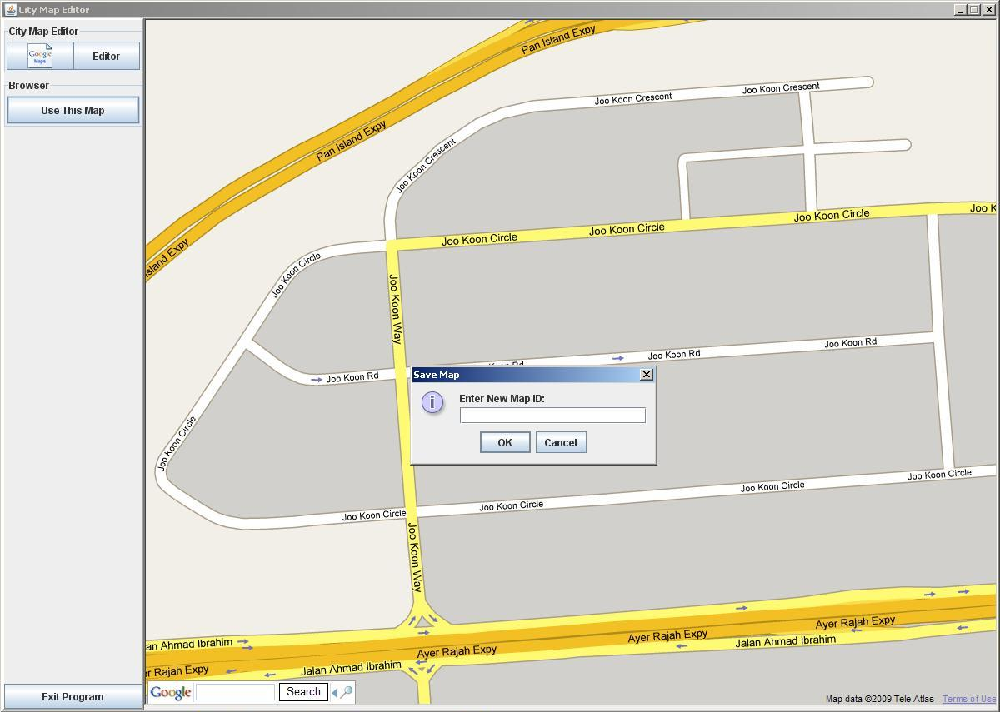 City Map Editor
City Map Editor
Google Maps
Editor
Browser
Use This Map
Exit Program
Pan Island Expy
Pan Island Expy
Island Expy
Joo Koon Crescent
Joo Koon Crescent
Joo Koon Crescent
Joo Koon Circle
Joo Koon Circle
Joo Koon Circle
Joo K
Joo Koon Circle
Joo Koon Way
Joo Koon Rd
Joo Koon Rd
Joo Koon Rd
Rd
Save Map
Enter New Map ID:
OK
Cancel
Joo Koon Circle
Joo Koon Circle
Joo Koon Circle
Joo Koon Circle
Joo Koon Circle
Joo Koon Way
an Ahmad Ibrahim
er Rajah Expy
Ayer Rajah Expy
Ayer Rajah Expy
Ayer Rajah Expy
Jalan Ahmad Ibrahim
Jalan Ahmad Ibrahim
Google
Search
Map data ©2009 Tele Atlas - Terms of Use